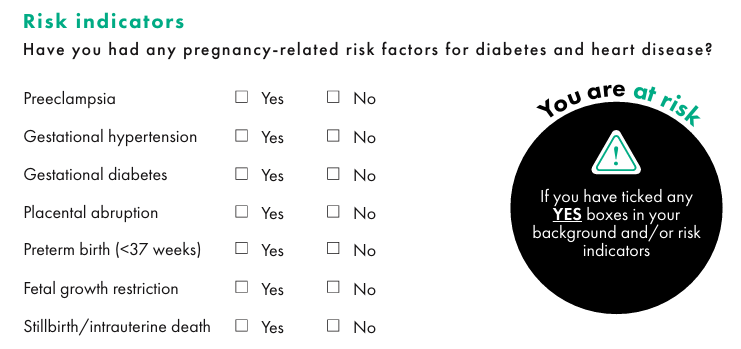 Risk indicators
Have you had any pregnancy-related risk factors for diabetes and heart disease?
Preeclampsia ☐ Yes ☐ No
Gestational hypertension ☐ Yes ☐ No
Gestational diabetes ☐ Yes ☐ No
Placental abruption ☐ Yes ☐ No
Preterm birth (<37 weeks) ☐ Yes ☐ No
Fetal growth restriction ☐ Yes ☐ No
Stillbirth/intrauterine death ☐ Yes ☐ No
You are at risk
!
If you have ticked any
YES boxes in your
background and/or risk
indicators